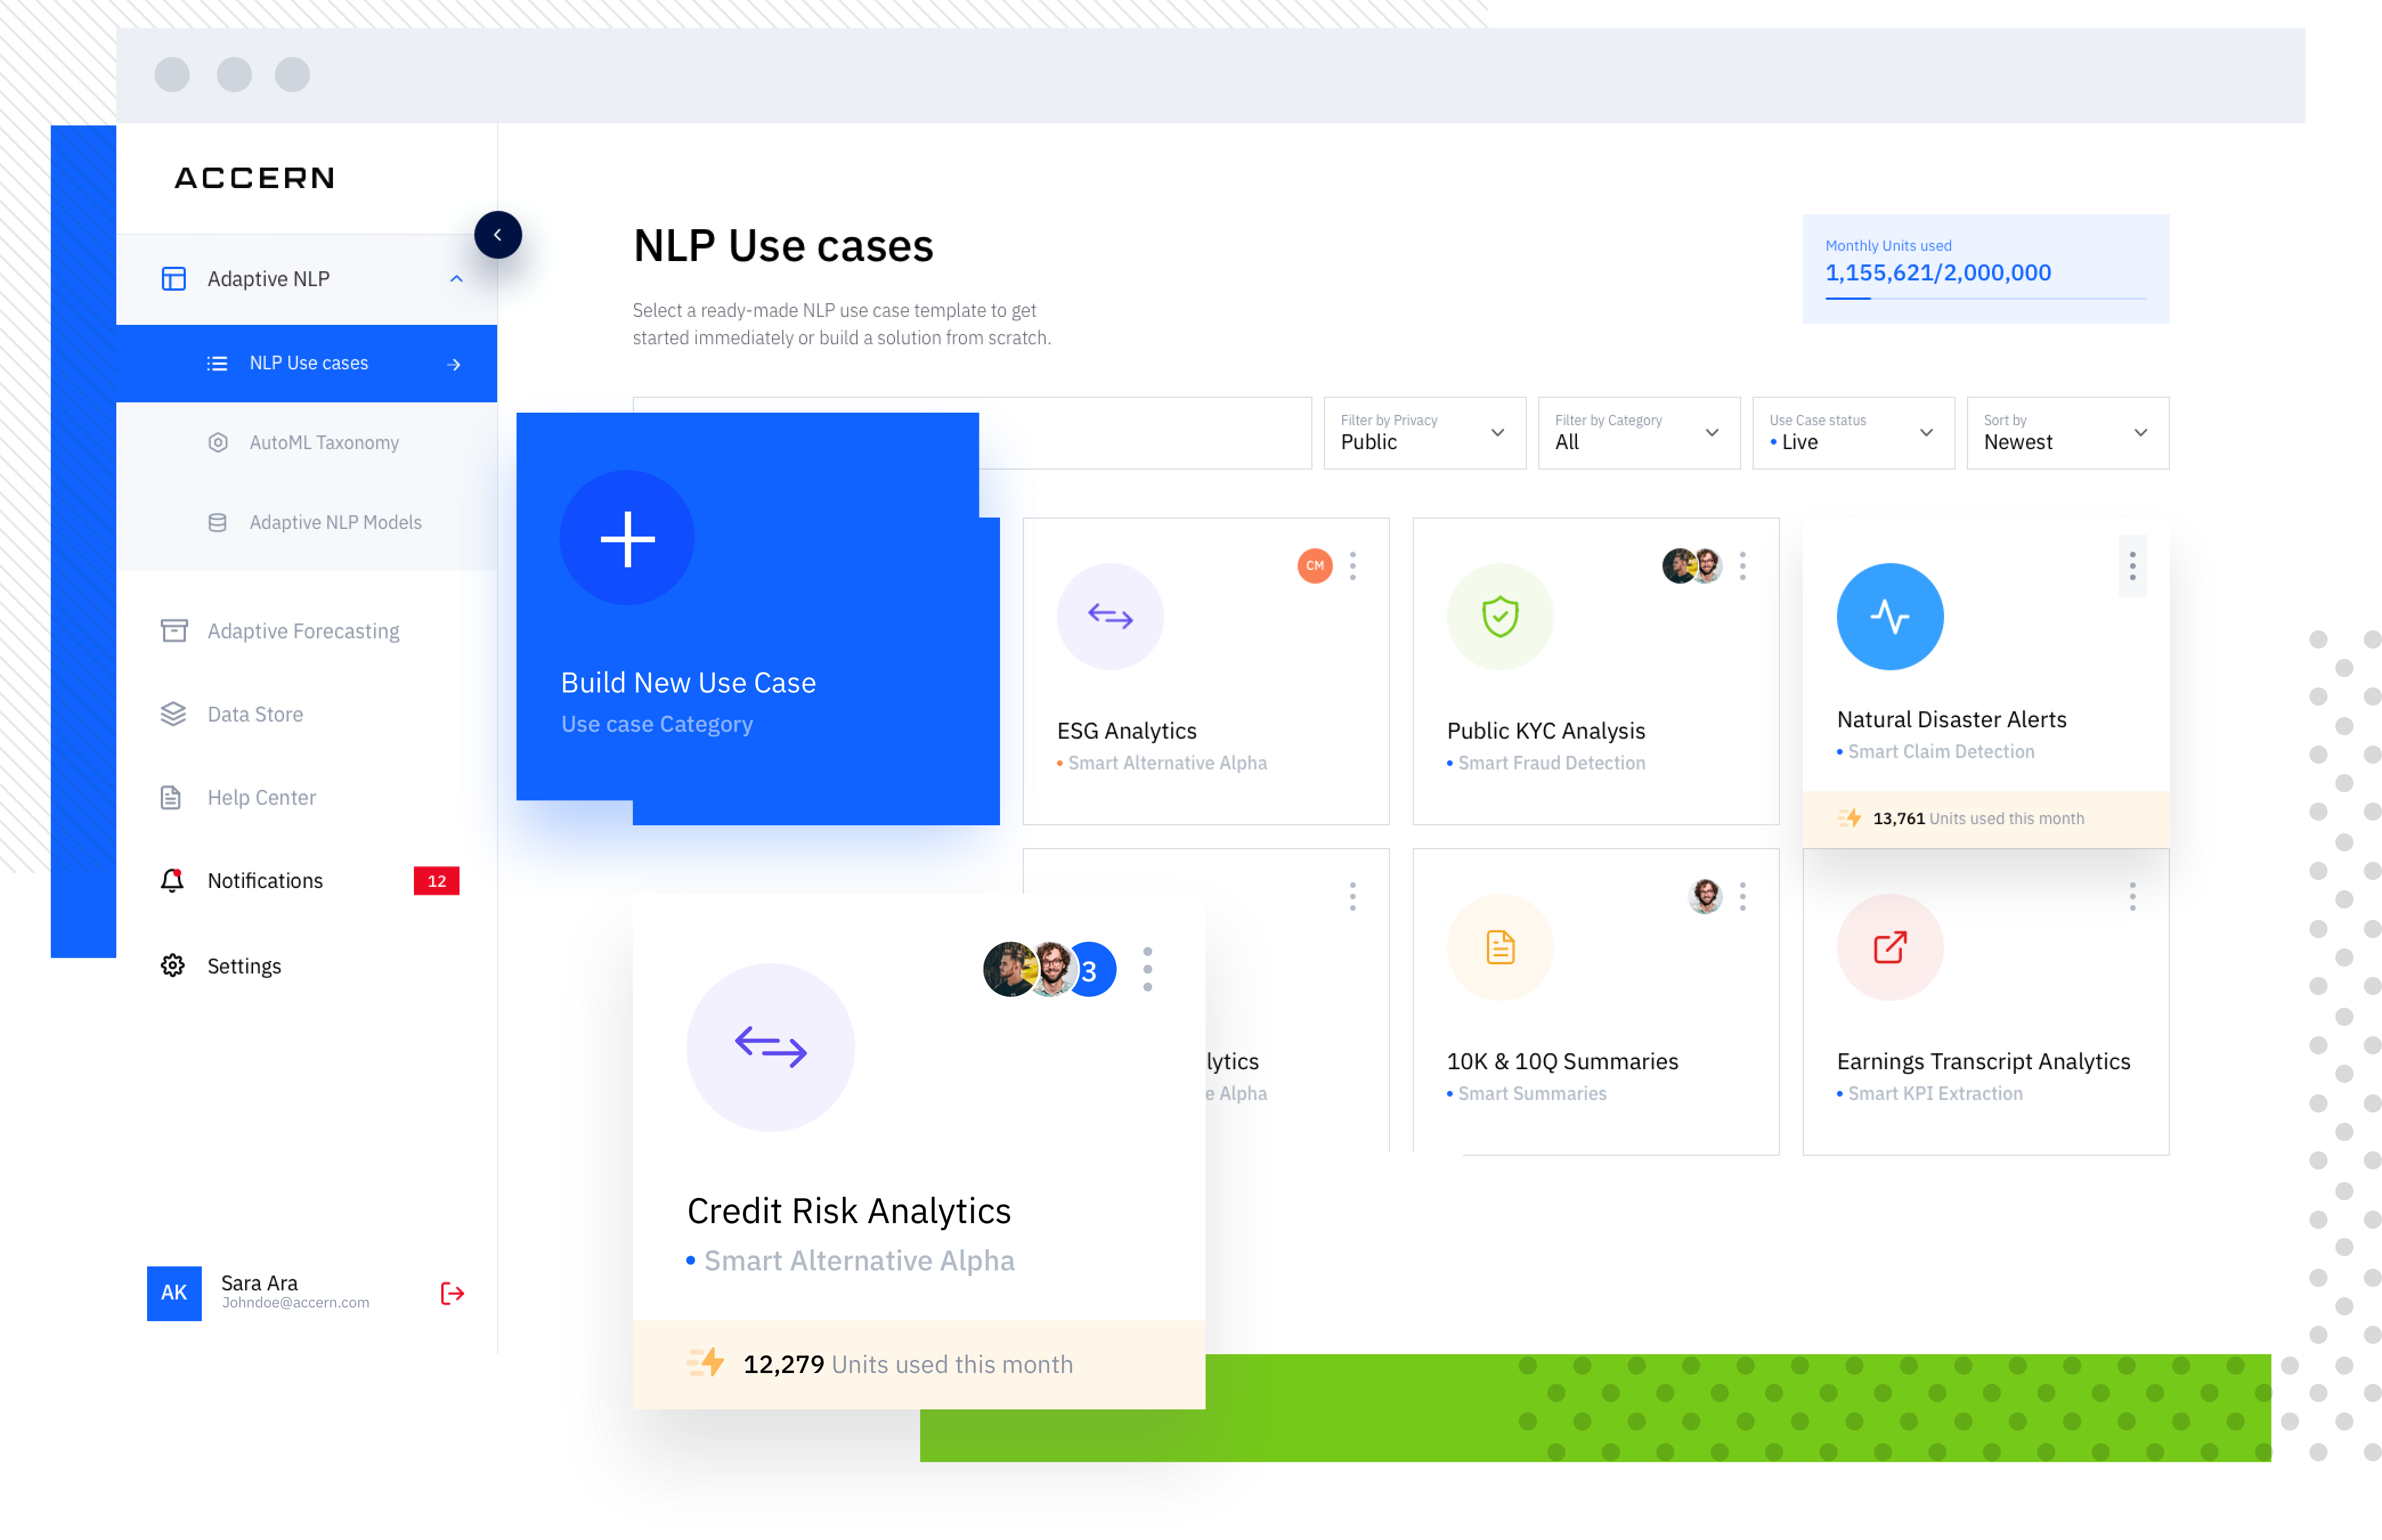 ACCERN
Adaptive NLP
NLP Use cases
AutoML Taxonomy
Adaptive NLP Models
Adaptive Forecasting
Data Store
Help Center
Notifications
12
Settings
AK
Sara Ara
Johndoe@accern.com
NLP Use cases
Select a ready-made NLP use case template to get
started immediately or build a solution from scratch.
Monthly Units used
1,155,621/2,000,000
Filter by Privacy
Public
Filter by Category
All
Use Case status
• Live
Sort by
Newest
Build New Use Case
Use case Category
CM
ESG Analytics
• Smart Alternative Alpha
Public KYC Analysis
• Smart Fraud Detection
Natural Disaster Alerts
• Smart Claim Detection
13,761 Units used this month
3
Credit Risk Analytics
• Smart Alternative Alpha
12,279 Units used this month
lytics
e Alpha
10K & 10Q Summaries
• Smart Summaries
Earnings Transcript Analytics
• Smart KPI Extraction